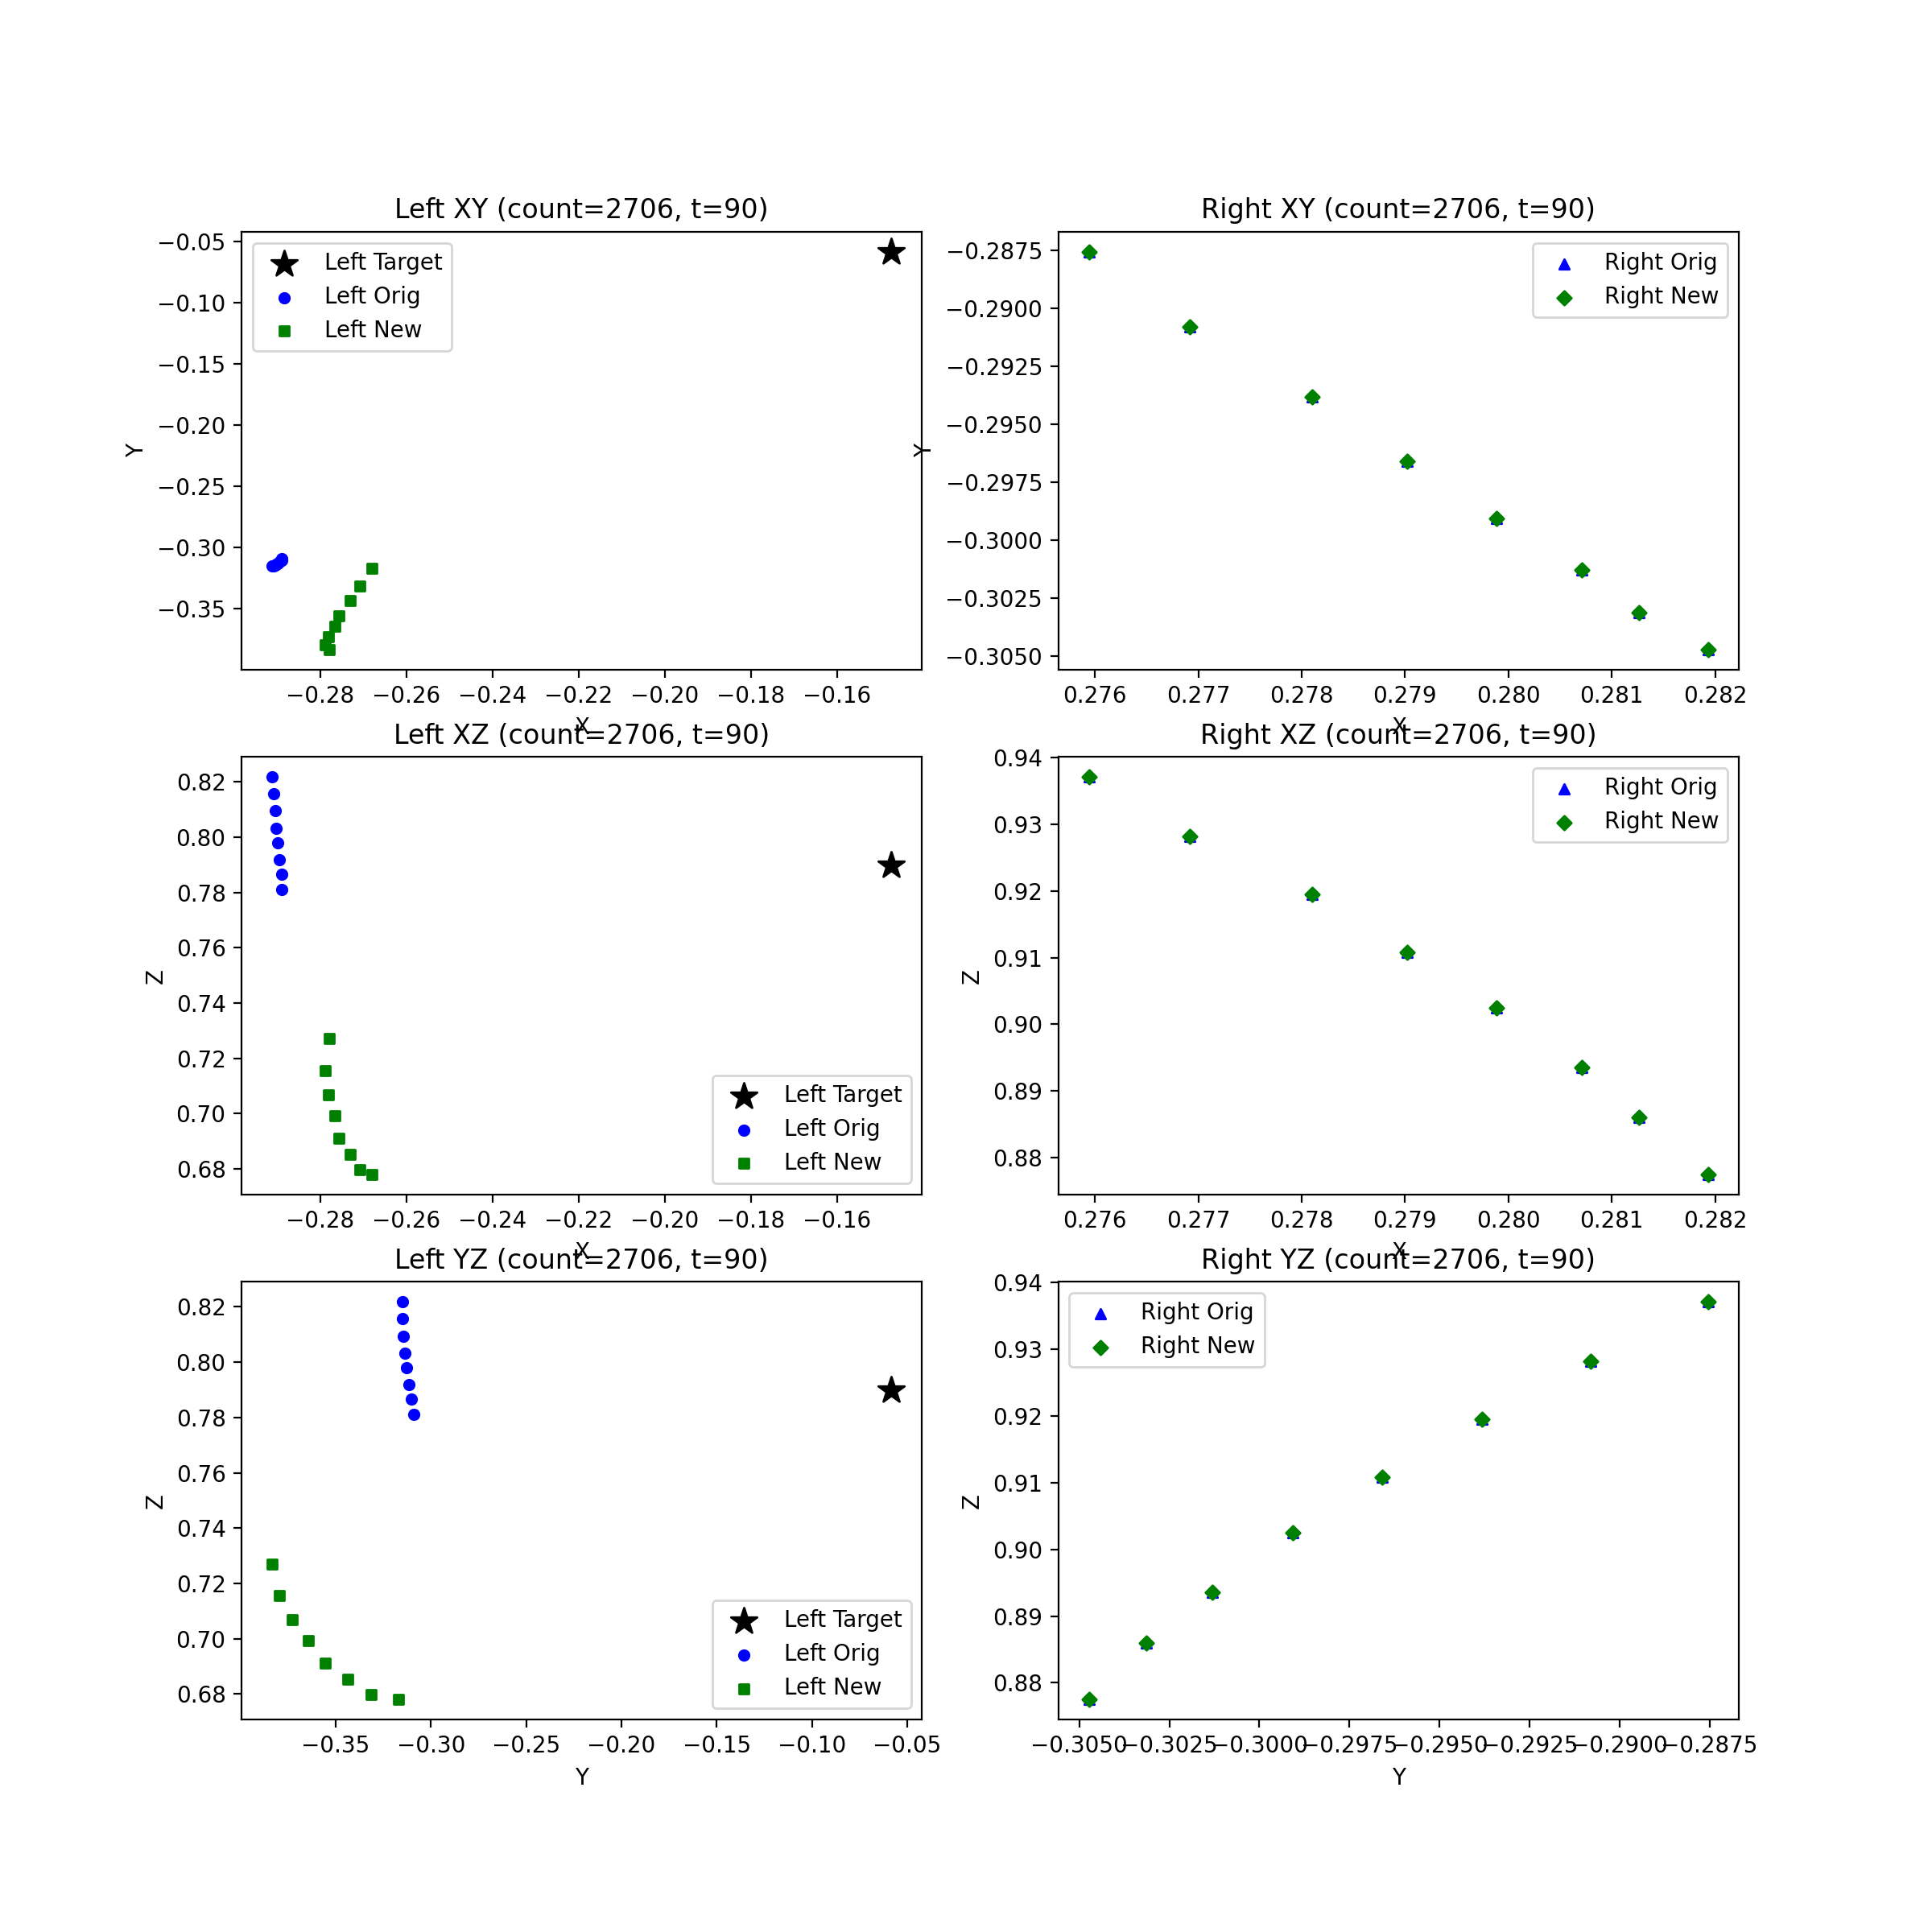 Left XY (count=2706, t=90)
Left Target
Left Orig
Left New
−0.05
−0.10
−0.15
−0.20
−0.25
−0.30
−0.35
Y
−0.28
−0.26
−0.24
−0.22
−0.20
−0.18
−0.16
X
Right XY (count=2706, t=90)
Right Orig
Right New
−0.2875
−0.2900
−0.2925
−0.2950
−0.2975
−0.3000
−0.3025
−0.3050
Y
0.276
0.277
0.278
0.279
0.280
0.281
0.282
X
Left XZ (count=2706, t=90)
0.82
0.80
0.78
0.76
0.74
0.72
0.70
0.68
Z
Left Target
Left Orig
Left New
−0.28
−0.26
−0.24
−0.22
−0.20
−0.18
−0.16
X
Right XZ (count=2706, t=90)
Right Orig
Right New
0.94
0.93
0.92
0.91
0.90
0.89
0.88
Z
0.276
0.277
0.278
0.279
0.280
0.281
0.282
X
Left YZ (count=2706, t=90)
0.82
0.80
0.78
0.76
0.74
0.72
0.70
0.68
Z
Left Target
Left Orig
Left New
−0.35
−0.30
−0.25
−0.20
−0.15
−0.10
−0.05
Y
Right YZ (count=2706, t=90)
Right Orig
Right New
0.94
0.93
0.92
0.91
0.90
0.89
0.88
Z
−0.3050
−0.3025
−0.3000
−0.2975
−0.2950
−0.2925
−0.2900
−0.2875
Y